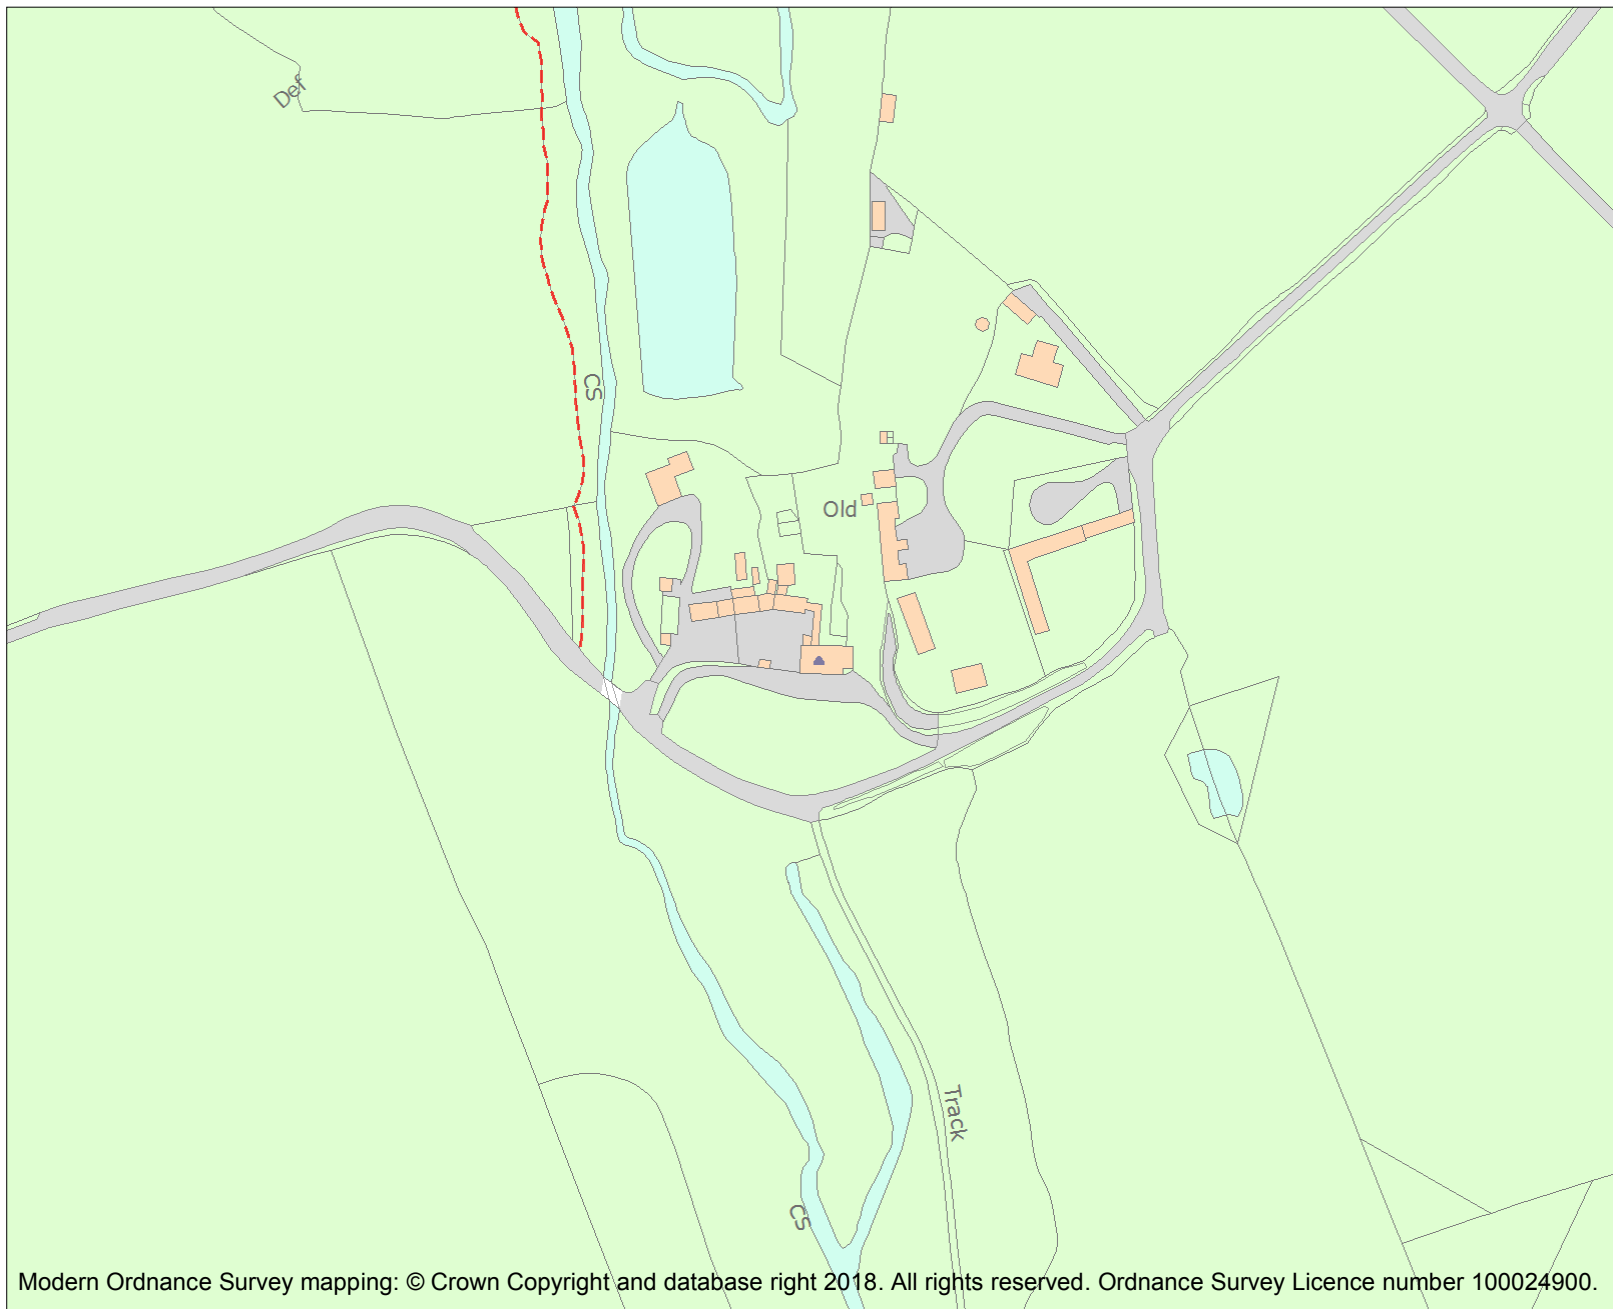 Def
CS
Old
Track
CS
Modern Ordnance Survey mapping: © Crown Copyright and database right 2018. All rights reserved. Ordnance Survey Licence number 100024900.